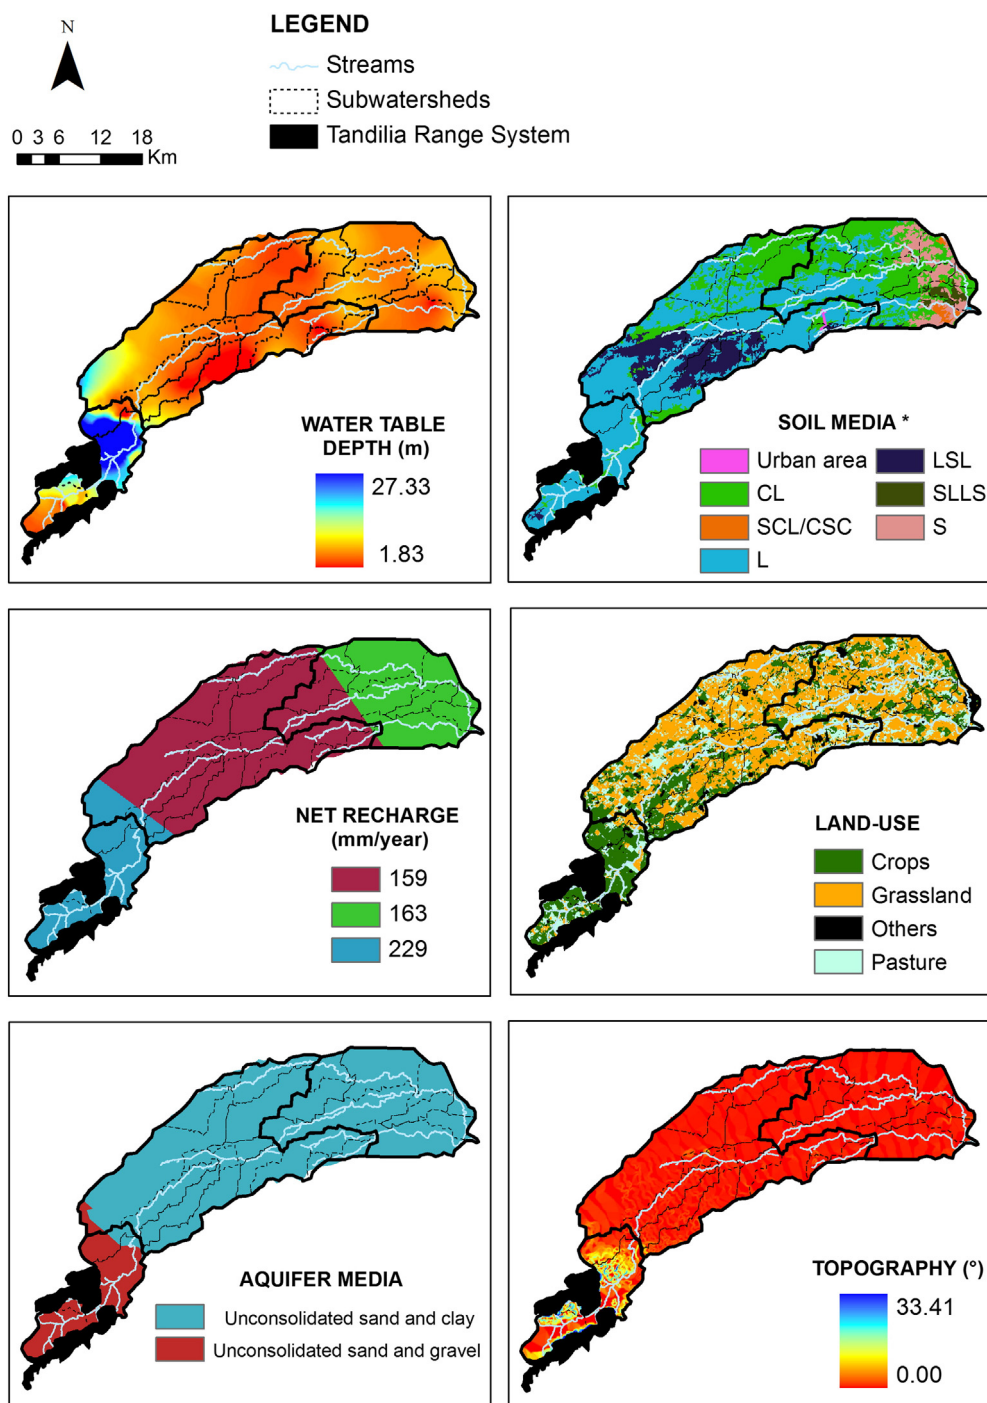 N
LEGEND
Streams
Subwatersheds
Tandilia Range System
0 3 6 12 18
Km
WATER TABLE
DEPTH (m)
27.33
1.83
SOIL MEDIA *
Urban area
CL
SCL/CSC
L
LSL
SLLS
S
NET RECHARGE
(mm/year)
159
163
229
LAND-USE
Crops
Grassland
Others
Pasture
AQUIFER MEDIA
Unconsolidated sand and clay
Unconsolidated sand and gravel
TOPOGRAPHY (°)
33.41
0.00